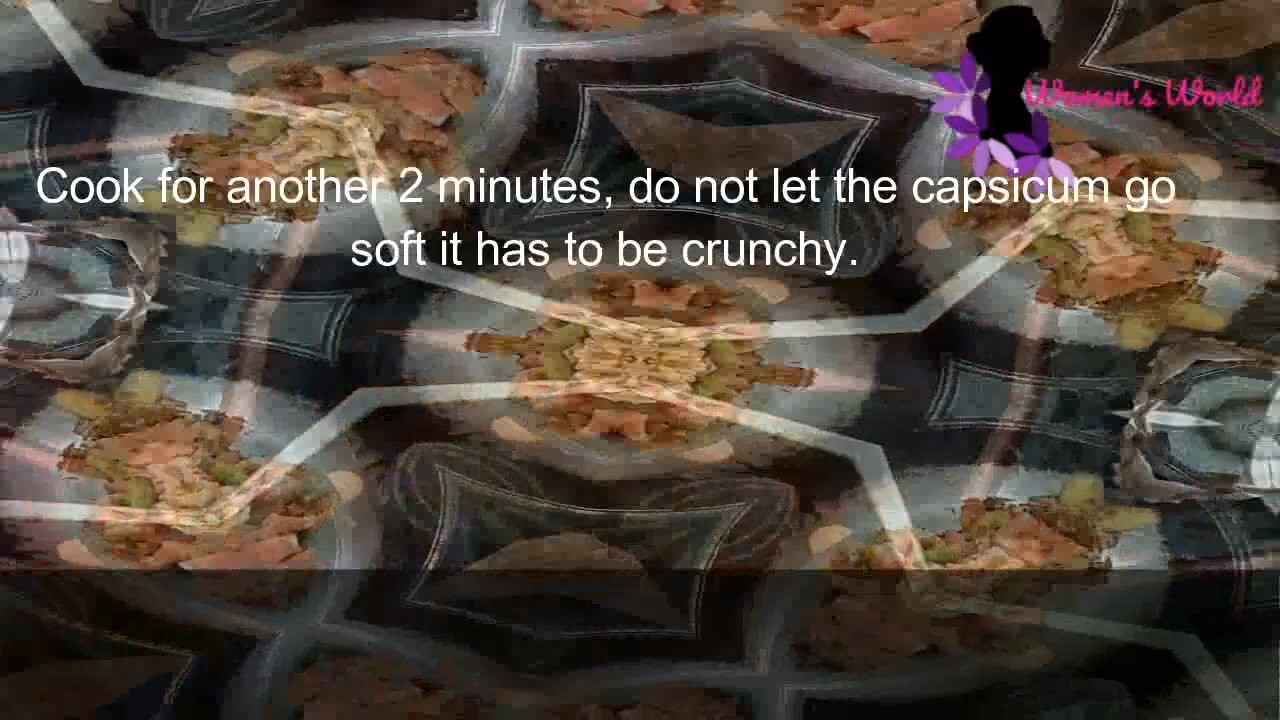 Women's World
Cook for another 2 minutes, do not let the capsicum go
soft it has to be crunchy.